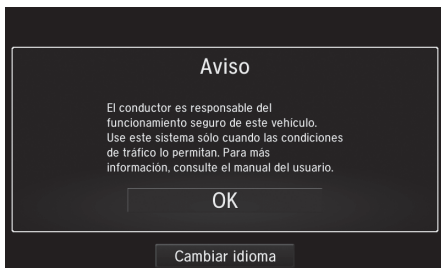 Aviso
El conductor es responsable del
funcionamiento seguro de este vehiculo.
Use este sistema sólo cuando las condiciones
de tráfico lo permitan. Para más
información, consulte el manual del usuario.
OK
Cambiar idioma